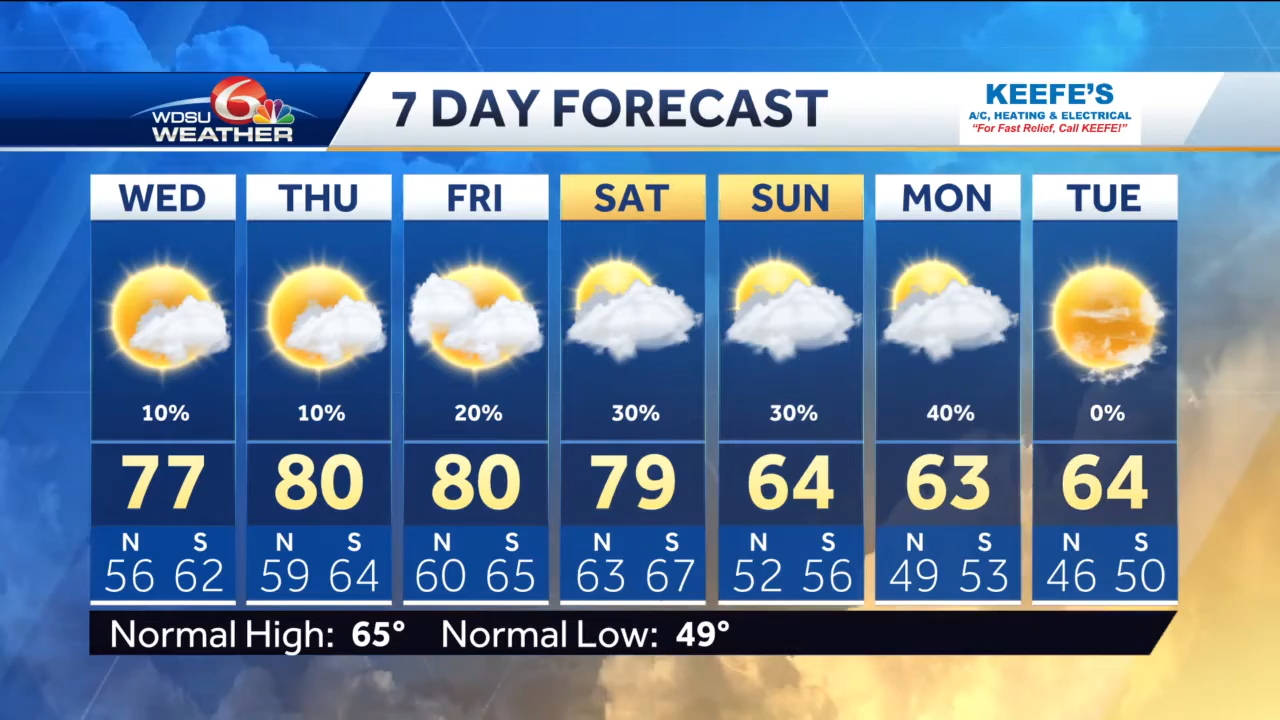 WDSU 6
WEATHER
7 DAY FORECAST
KEEFE'S
A/C, HEATING & ELECTRICAL
"For Fast Relief, Call KEEFE!"
WED THU FRI SAT SUN MON TUE
10% 10% 20% 30% 30% 40% 0%
77 80 80 79 64 63 64
N S N S N S N S N S N S N S
56 62 59 64 60 65 63 67 52 56 49 53 46 50
Normal High: 65° Normal Low: 49°